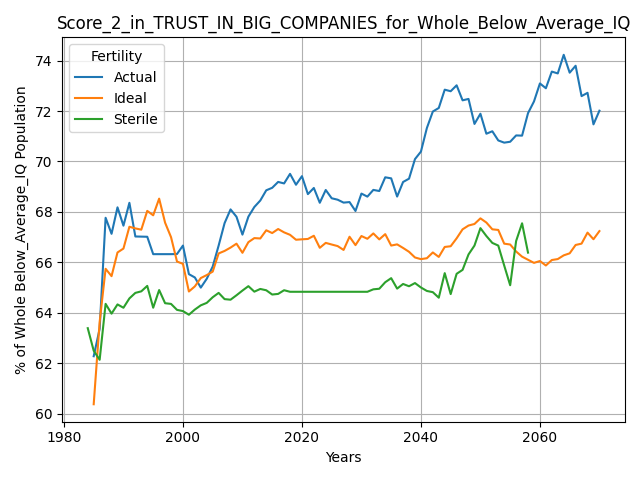 Score_2_in_TRUST_IN_BIG_COMPANIES_for_Whole_Below_Average_IQ
Fertility
Actual
Ideal
Sterile
% of Whole Below_Average_IQ Population
74
72
70
68
66
64
62
60
1980
2000
2020
2040
2060
Years